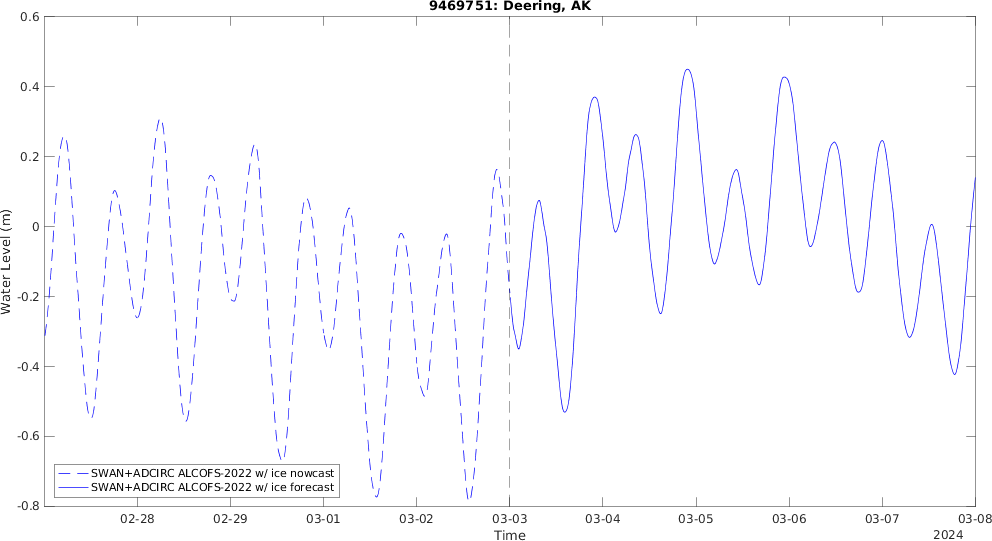 9469751: Deering, AK
0.6
0.4
0.2
0
-0.2
-0.4
-0.6
-0.8
Water Level (m)
SWAN+ADCIRC ALCOFS-2022 w/ ice nowcast
SWAN+ADCIRC ALCOFS-2022 w/ ice forecast
02-28 02-29 03-01 03-02 03-03 03-04 03-05 03-06 03-07 03-08
Time
2024